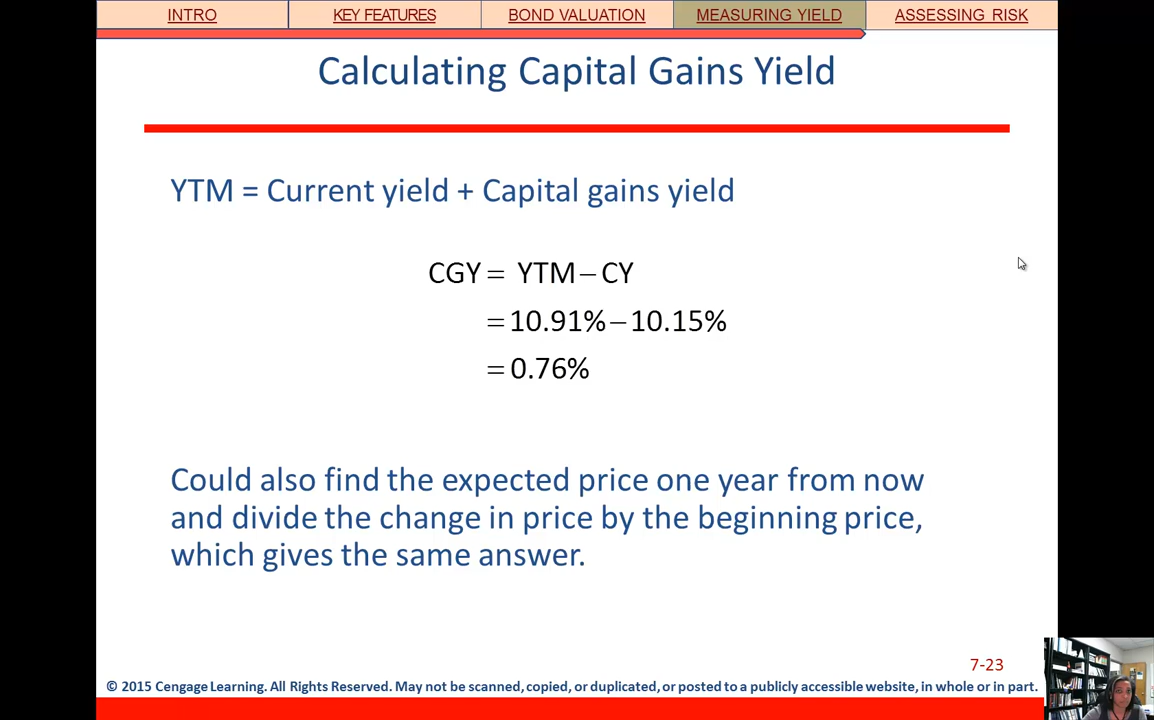 INTRO KEY FEATURES BOND VALUATION MEASURING YIELD ASSESSING RISK
Calculating Capital Gains Yield
YTM = Current yield + Capital gains yield
CGY = YTM – CY
= 10.91% – 10.15%
= 0.76%
Could also find the expected price one year from now
and divide the change in price by the beginning price,
which gives the same answer.
7-23
© 2015 Cengage Learning. All Rights Reserved. May not be scanned, copied, or duplicated, or posted to a publicly accessible website, in whole or in part.